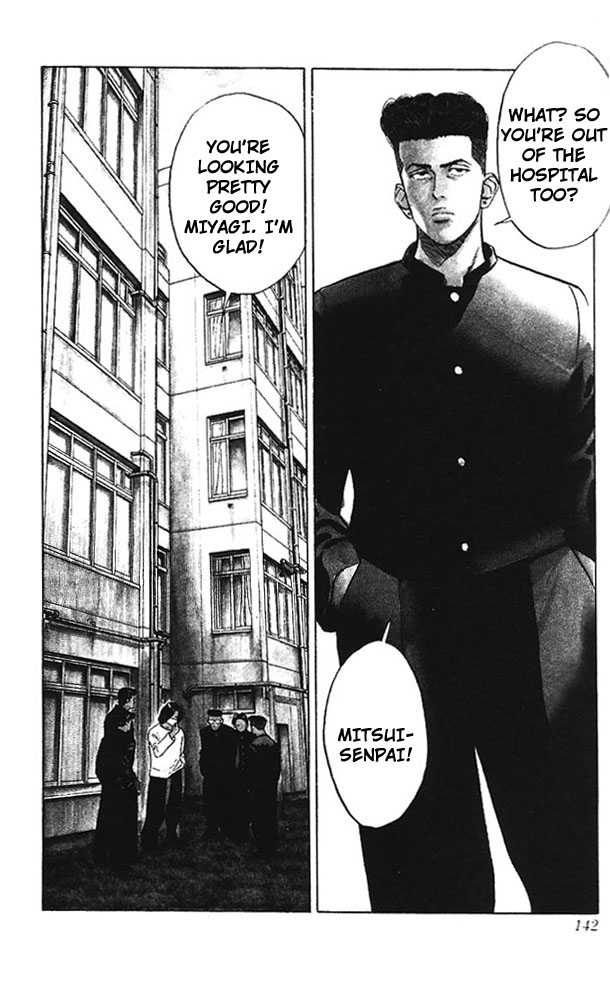 WHAT? SO
YOU'RE OUT
OF THE
HOSPITAL
TOO?
MITSUI-
SENPAI!
YOU'RE
LOOKING
PRETTY
GOOD!
MIYAGI. I'M
GLAD!
142